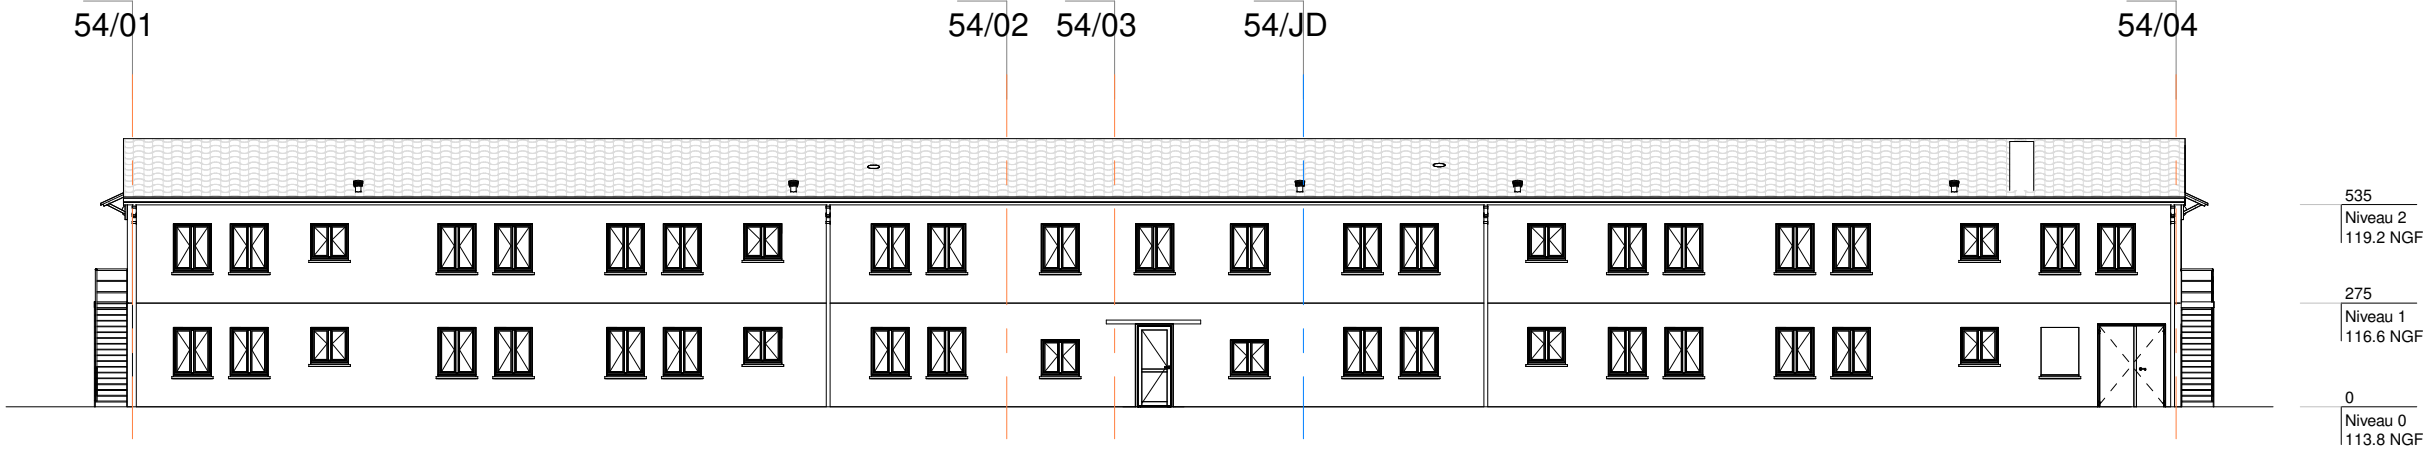 54/01
54/02
54/03
54/JD
54/04
535
Niveau 2
119.2 NGF
275
Niveau 1
116.6 NGF
0
Niveau 0
113.8 NGF